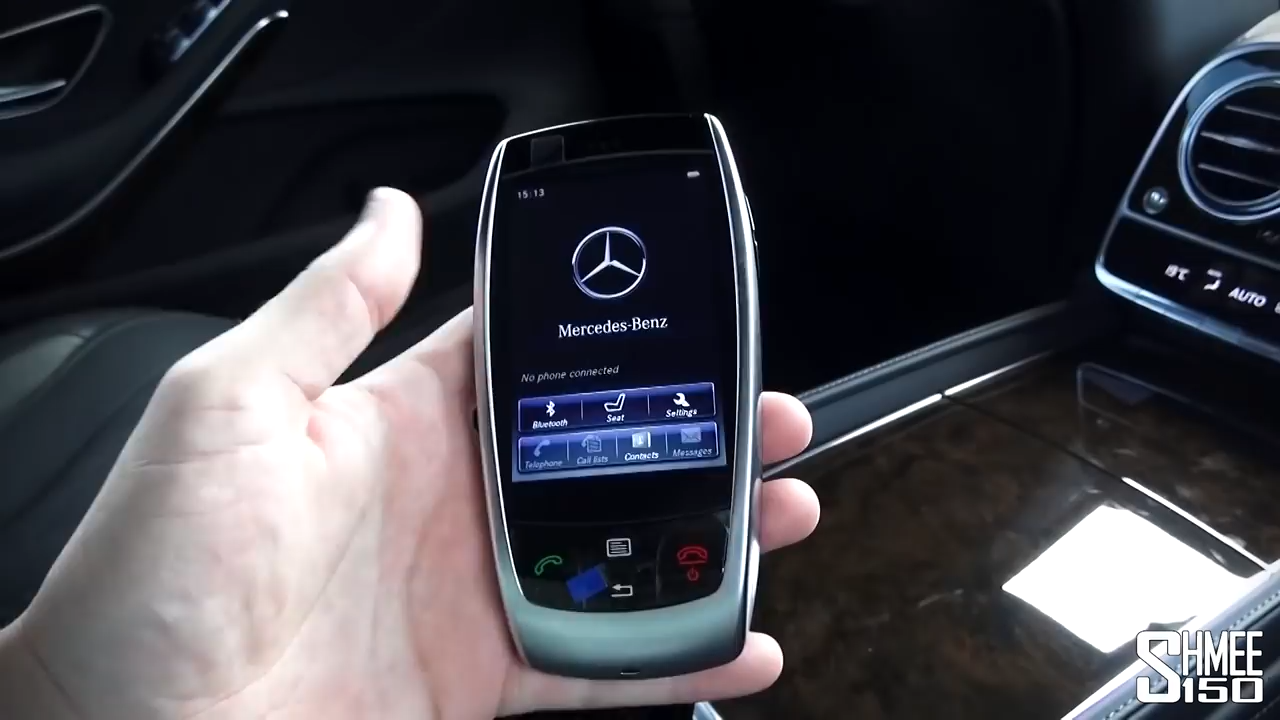 15:13
Mercedes-Benz
No phone connected
Bluetooth Seat Settings
Telephone Call lists Contacts Messages
AUTO
SHMEE
150